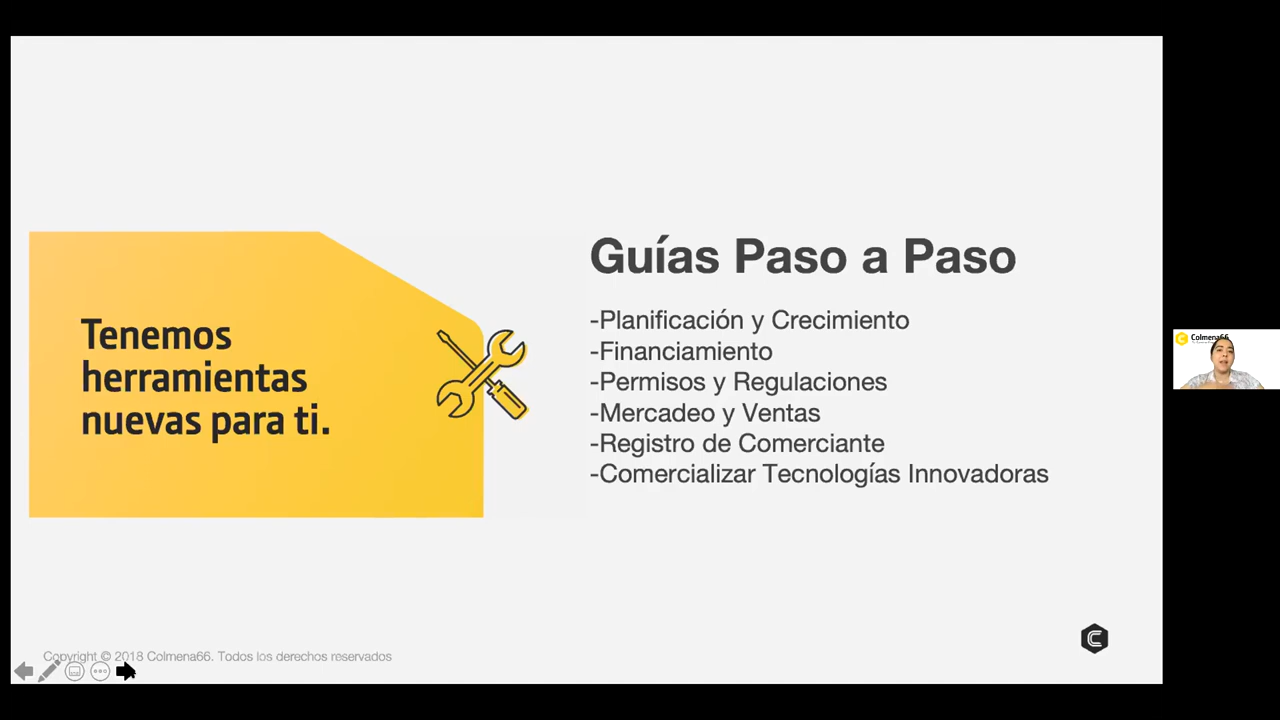 Tenemos
herramientas
nuevas para ti.
Guías Paso a Paso
-Planificación y Crecimiento
-Financiamiento
-Permisos y Regulaciones
-Mercadeo y Ventas
-Registro de Comerciante
-Comercializar Tecnologías Innovadoras
Colmena66
Copyright © 2018 Colmena66. Todos los derechos reservados